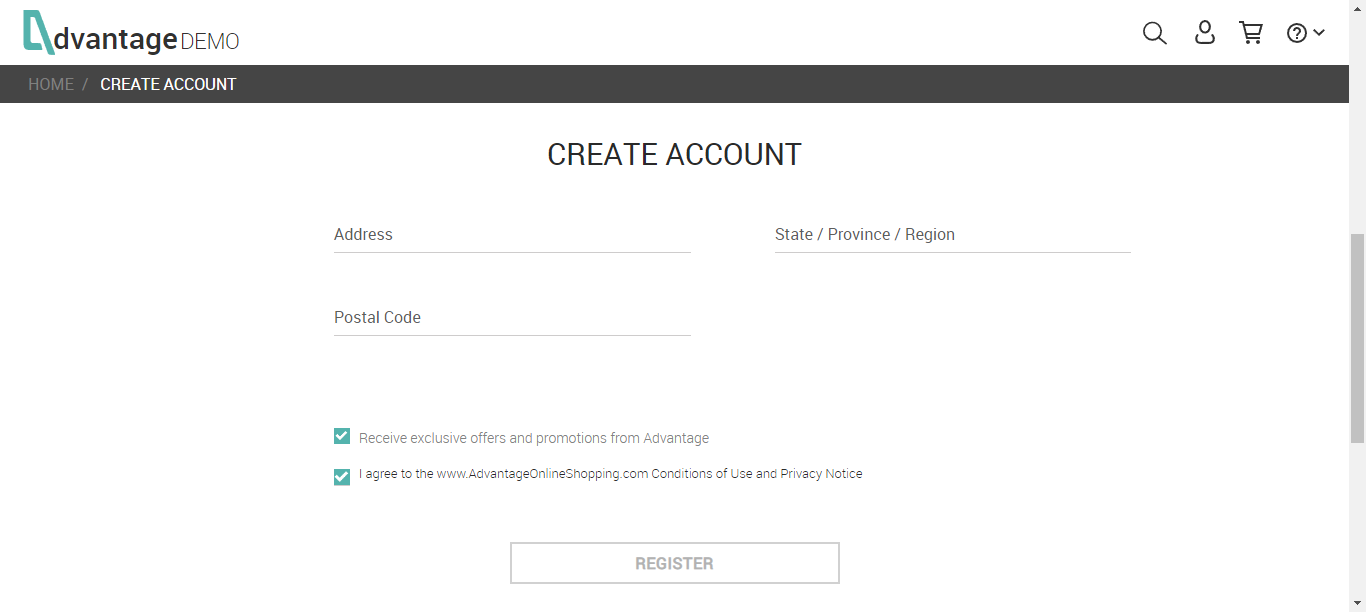 dvantage DEMO
HOME / CREATE ACCOUNT
CREATE ACCOUNT
Address
State / Province / Region
Postal Code
Receive exclusive offers and promotions from Advantage
I agree to the www.AdvantageOnlineShopping.com Conditions of Use and Privacy Notice
REGISTER